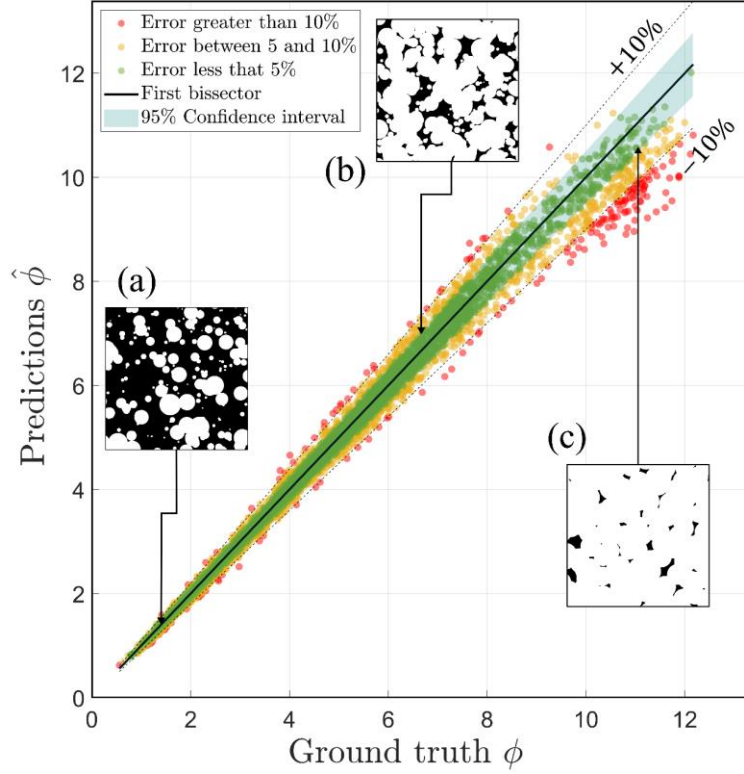 Error greater than 10%
Error between 5 and 10%
Error less that 5%
First bissector
95% Confidence interval
+10%
−10%
(a)
(b)
(c)
12
10
8
6
4
2
0
0 2 4 6 8 10 12
Predictions ϕ̂
Ground truth ϕ